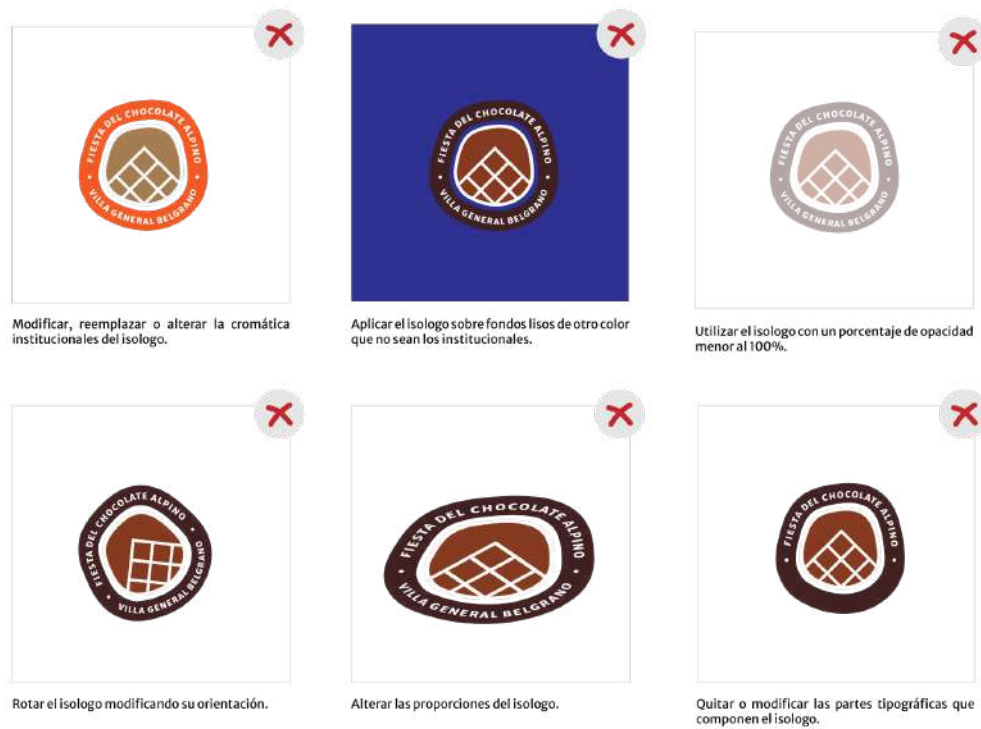 FIESTA DEL CHOCOLATE ALPINO
• VILLA GENERAL BELGRANO •
Modificar, reemplazar o alterar la cromática
institucionales del isologo.
FIESTA DEL CHOCOLATE ALPINO
• VILLA GENERAL BELGRANO •
Aplicar el isologo sobre fondos lisos de otro color
que no sean los institucionales.
FIESTA DEL CHOCOLATE ALPINO
• VILLA GENERAL BELGRANO •
Utilizar el isologo con un porcentaje de opacidad
menor al 100%.
FIESTA DEL CHOCOLATE ALPINO
• VILLA GENERAL BELGRANO •
Rotar el isologo modificando su orientación.
FIESTA DEL CHOCOLATE ALPINO
• VILLA GENERAL BELGRANO •
Alterar las proporciones del isologo.
• FIESTA DEL CHOCOLATE ALPINO •
Quitar o modificar las partes tipográficas que
componen el isologo.